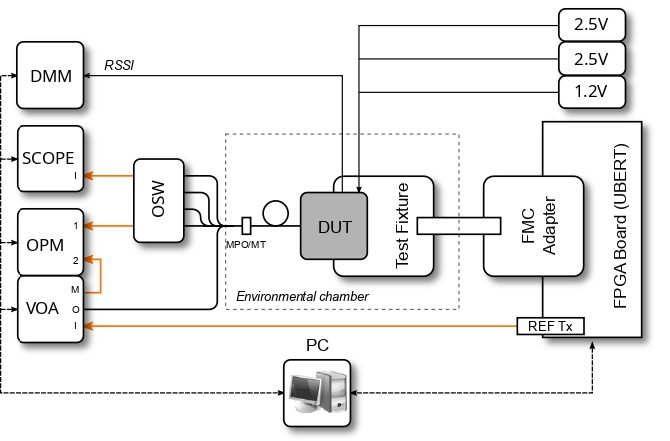 2.5V
2.5V
1.2V
DMM
RSSI
SCOPE
I
OSW
OPM
1
2
VOA
M
O
I
MPO/MT
DUT
Test Fixture
FMC
Adapter
FPGA Board (UBERT)
Environmental chamber
REF Tx
PC